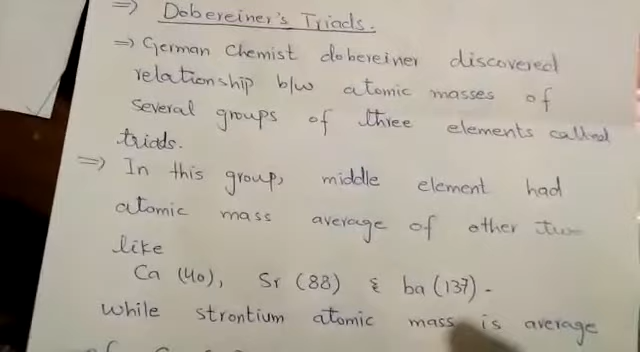 ⇒ Dobereiner's Triads.
⇒ German Chemist dobereiner discovered
relationship b/w atomic masses of
several groups of three elements called
triads.
⇒ In this group, middle element had
atomic mass average of other two
like
Ca (40), Sr (88) & ba (137) -
while strontium atomic mass is average
of